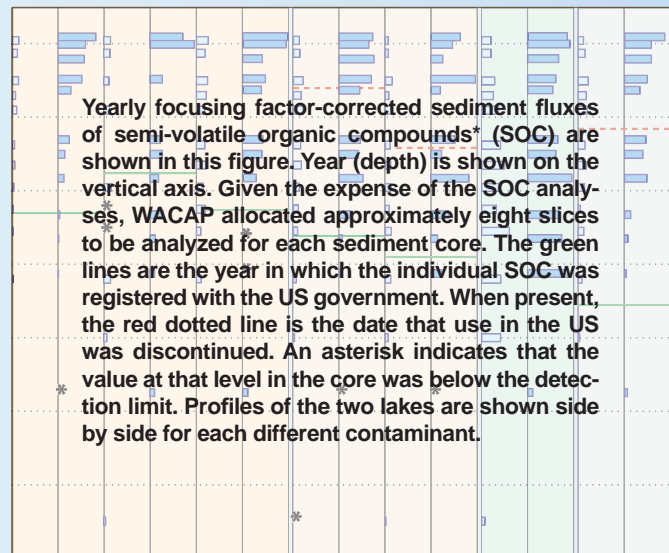 Yearly focusing factor-corrected sediment fluxes
of semi-volatile organic compounds* (SOC) are
shown in this figure. Year (depth) is shown on the
vertical axis. Given the expense of the SOC analy-
ses, WACAP allocated approximately eight slices
to be analyzed for each sediment core. The green
lines are the year in which the individual SOC was
registered with the US government. When present,
the red dotted line is the date that use in the US
was discontinued. An asterisk indicates that the
value at that level in the core was below the detec-
tion limit. Profiles of the two lakes are shown side
by side for each different contaminant.